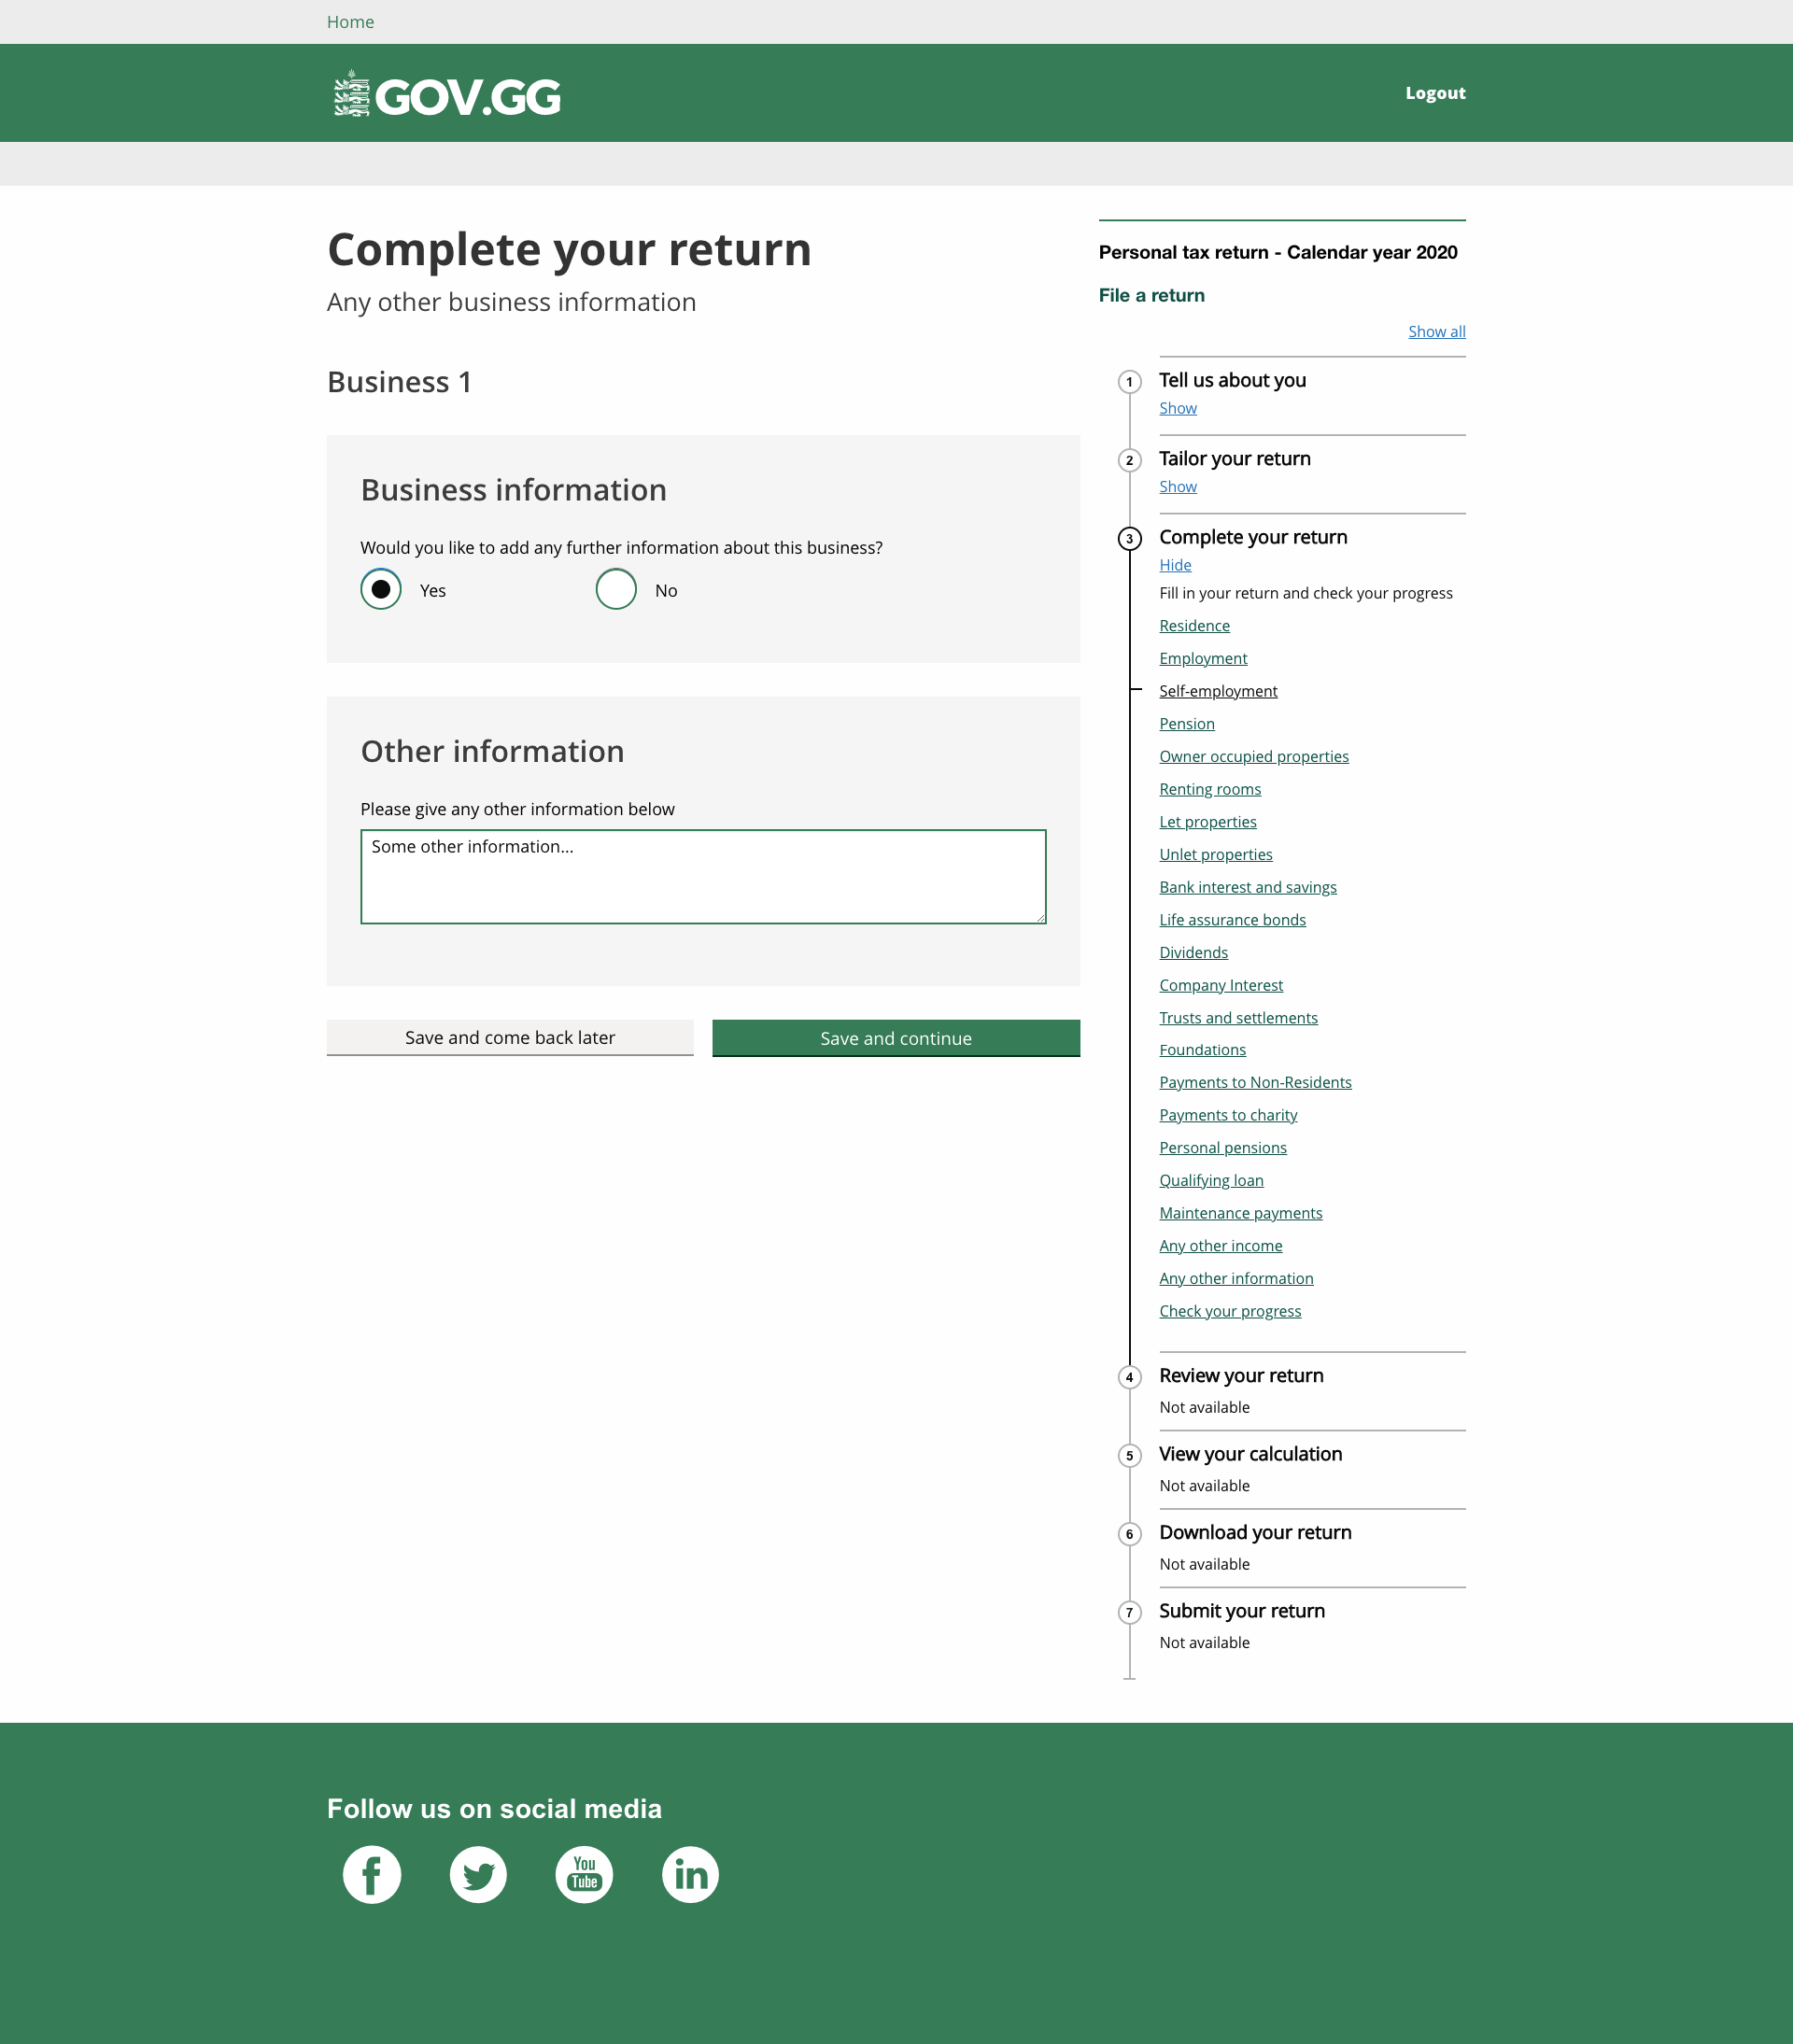 Home
GOV.GG
Logout
Complete your return
Any other business information
Business 1
Business information
Would you like to add any further information about this business?
Yes
No
Other information
Please give any other information below
Some other information...
Save and come back later
Save and continue
Personal tax return - Calendar year 2020
File a return
Show all
1
Tell us about you
Show
2
Tailor your return
Show
3
Complete your return
Hide
Fill in your return and check your progress
Residence
Employment
Self-employment
Pension
Owner occupied properties
Renting rooms
Let properties
Unlet properties
Bank interest and savings
Life assurance bonds
Dividends
Company Interest
Trusts and settlements
Foundations
Payments to Non-Residents
Payments to charity
Personal pensions
Qualifying loan
Maintenance payments
Any other income
Any other information
Check your progress
4
Review your return
Not available
5
View your calculation
Not available
6
Download your return
Not available
7
Submit your return
Not available
Follow us on social media
f
You
Tube
in